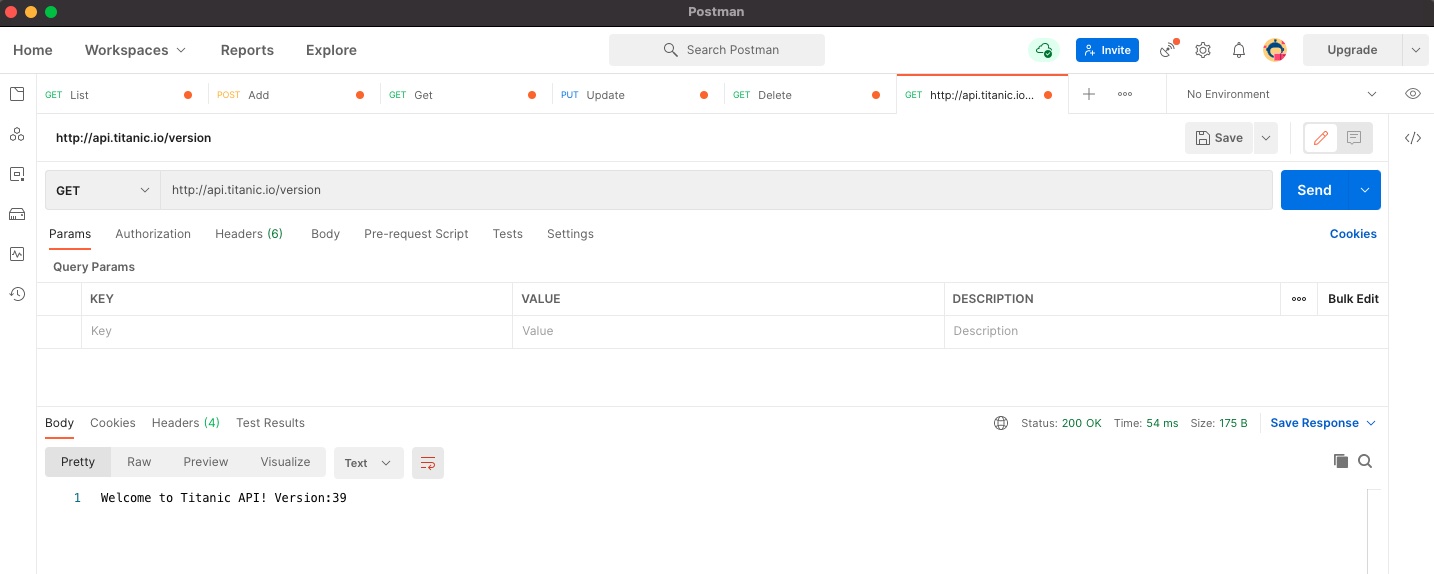 Postman
Home Workspaces Reports Explore Search Postman Invite Upgrade
GET List POST Add GET Get PUT Update GET Delete GET http://api.titanic.io... No Environment
http://api.titanic.io/version Save
GET http://api.titanic.io/version Send
Params Authorization Headers (6) Body Pre-request Script Tests Settings Cookies
Query Params
KEY VALUE DESCRIPTION Bulk Edit
Key Value Description
Body Cookies Headers (4) Test Results Status: 200 OK Time: 54 ms Size: 175 B Save Response
Pretty Raw Preview Visualize Text
1 Welcome to Titanic API! Version:39